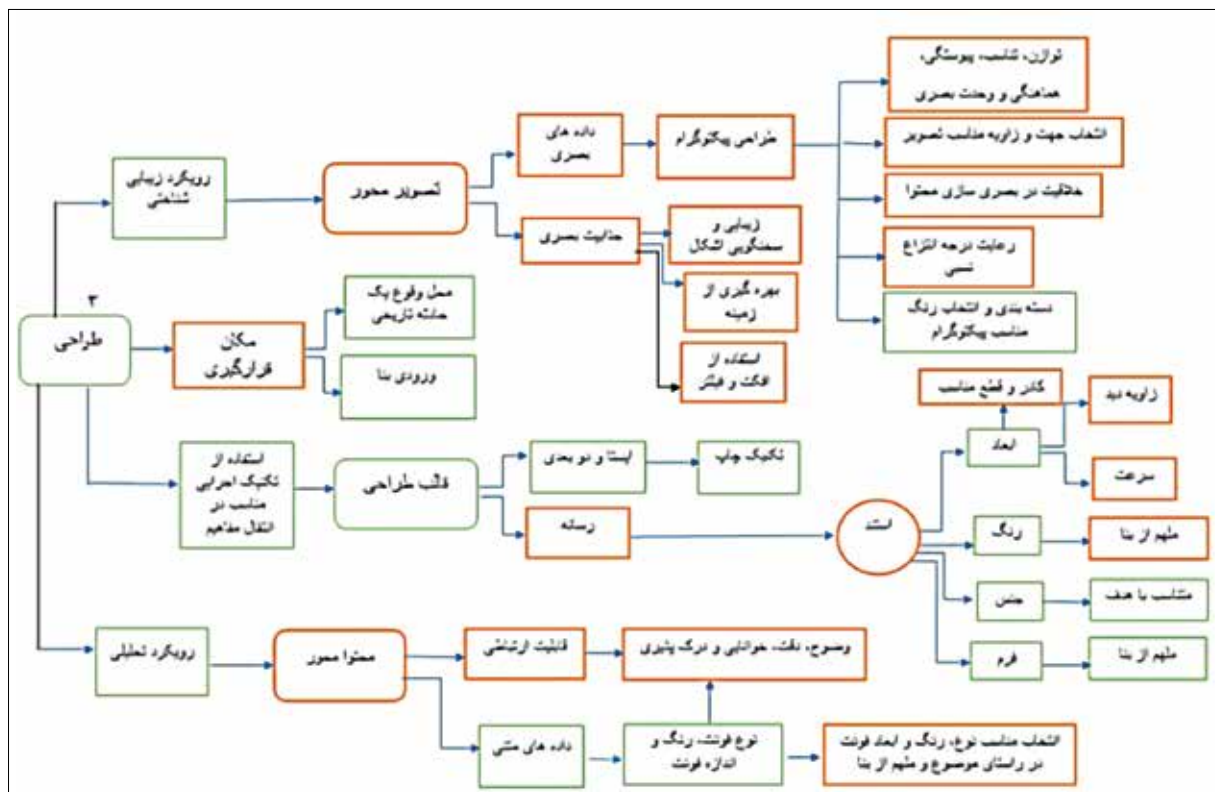 توازن، تناسب، پیوستگی،
هماهنگی و وحدت بصری
داده های
بصری
طراحی پیکتوگرام
انتخاب جهت و زاویه مناسب تصویر
رویکرد زیبایی
شناختی
تصویر محور
خلاقیت در بصری سازی محتوا
جذابیت بصری
زیبایی و
سخنگویی اشکال
رعایت درجه انتزاع
نسبی
بهره گیری از
زمینه
دسته بندی و انتخاب رنگ
مناسب پیکتوگرام
استفاده از
افکت و فیلتر
۳
طراحی
مکان
قرارگیری
محل وقوع یک
حادثه تاریخی
ورودی بنا
کادر و قطع مناسب
زاویه دید
ابعاد
سرعت
استفاده از
تکنیک اجرایی
مناسب در
انتقال مفاهیم
قالب طراحی
ایستا و دو بعدی
تکنیک چاپ
رسانه
استند
رنگ
ملهم از بنا
جنس
متناسب با هدف
فرم
ملهم از بنا
رویکرد تحلیلی
محتوا محور
قابلیت ارتباطی
وضوح، دقت، خوانایی و درک پذیری
داده های متنی
نوع فونت، رنگ و
اندازه فونت
انتخاب مناسب نوع، رنگ و ابعاد فونت
در راستای موضوع و ملهم از بنا